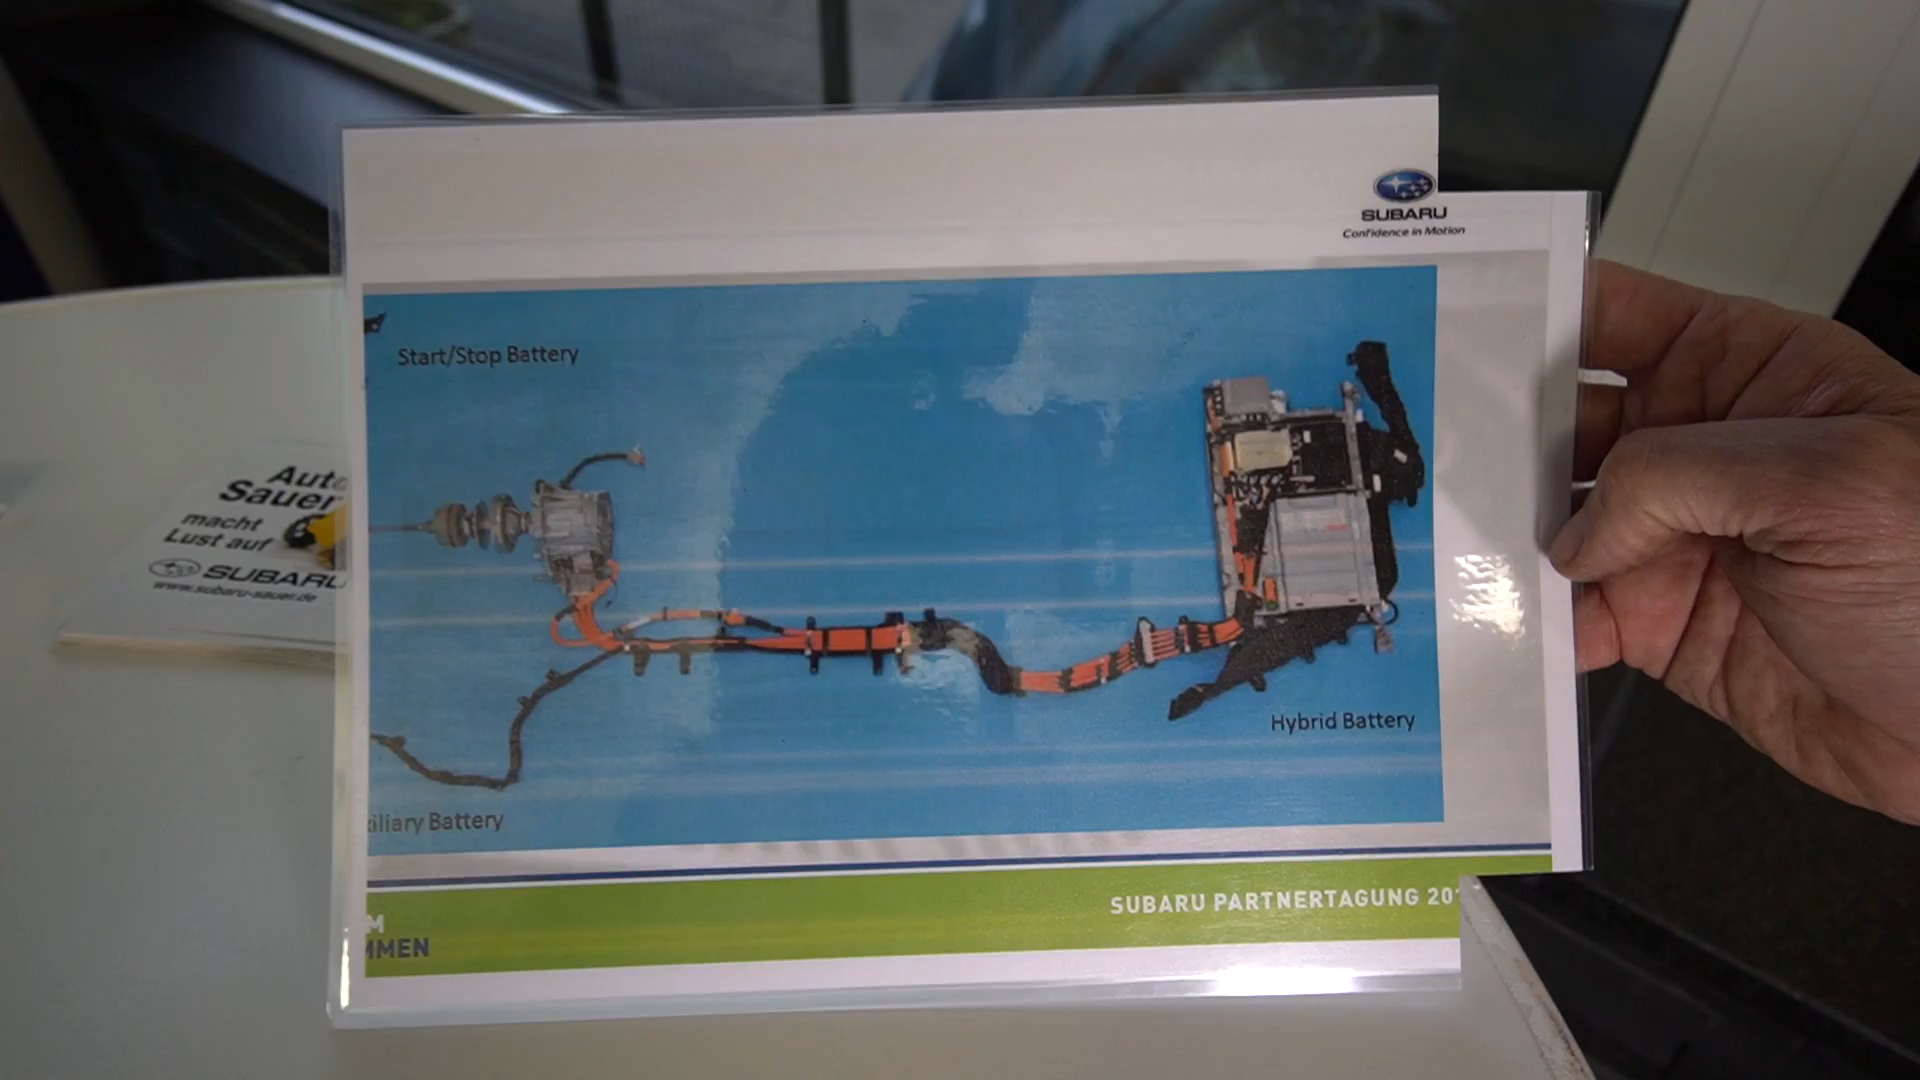 SUBARU
Confidence in Motion
Start/Stop Battery
Auto
Sauer
macht
Lust auf
SUBARU
www.subaru-sauer.de
Hybrid Battery
iliary Battery
SUBARU PARTNERTAGUNG 20
M
MMEN